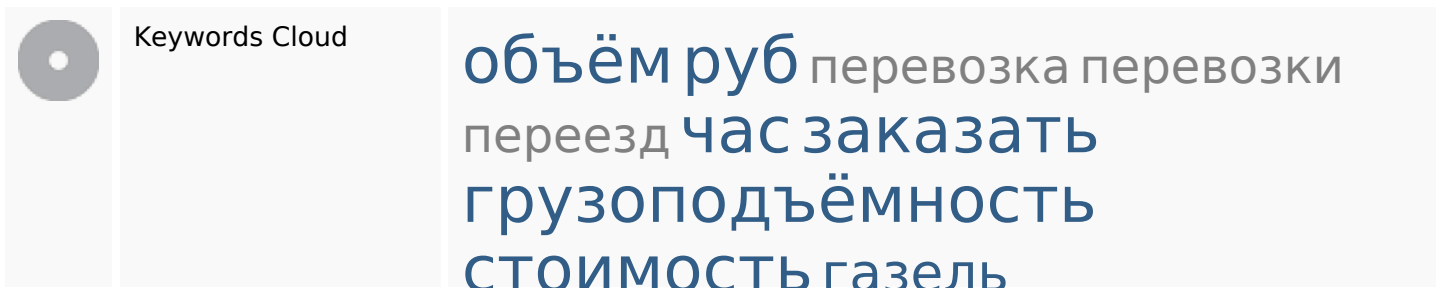 Keywords Cloud
объём руб перевозка перевозки
переезд час заказать
грузоподъёмность
стоимость газель